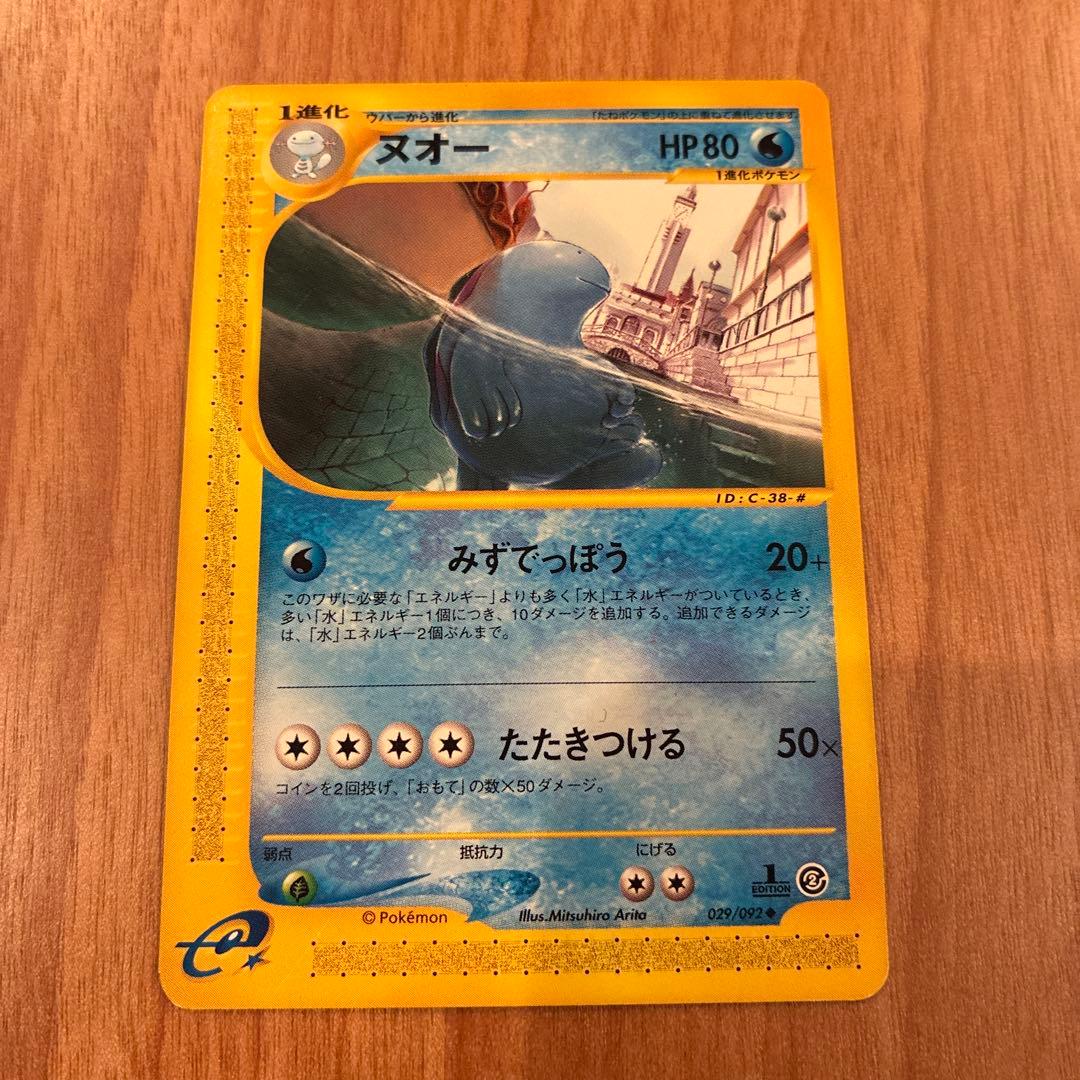 1進化
ウパーから進化
「たねポケモン」の上に重ねて進化させます
ヌオー
HP80
1進化ポケモン
ID:C-38-#
みずでっぽう
20+
このワザに必要な「エネルギー」よりも多く「水」エネルギーがついているとき、
多い「水」エネルギー1個につき、10ダメージを追加する。追加できるダメージ
は、「水」エネルギー2個ぶんまで。
たたきつける
50×
コインを2回投げ、「おもて」の数×50ダメージ。
弱点
抵抗力
にげる
1
EDITION
2
© Pokémon
Illus.Mitsuhiro Arita
029/092◆
e